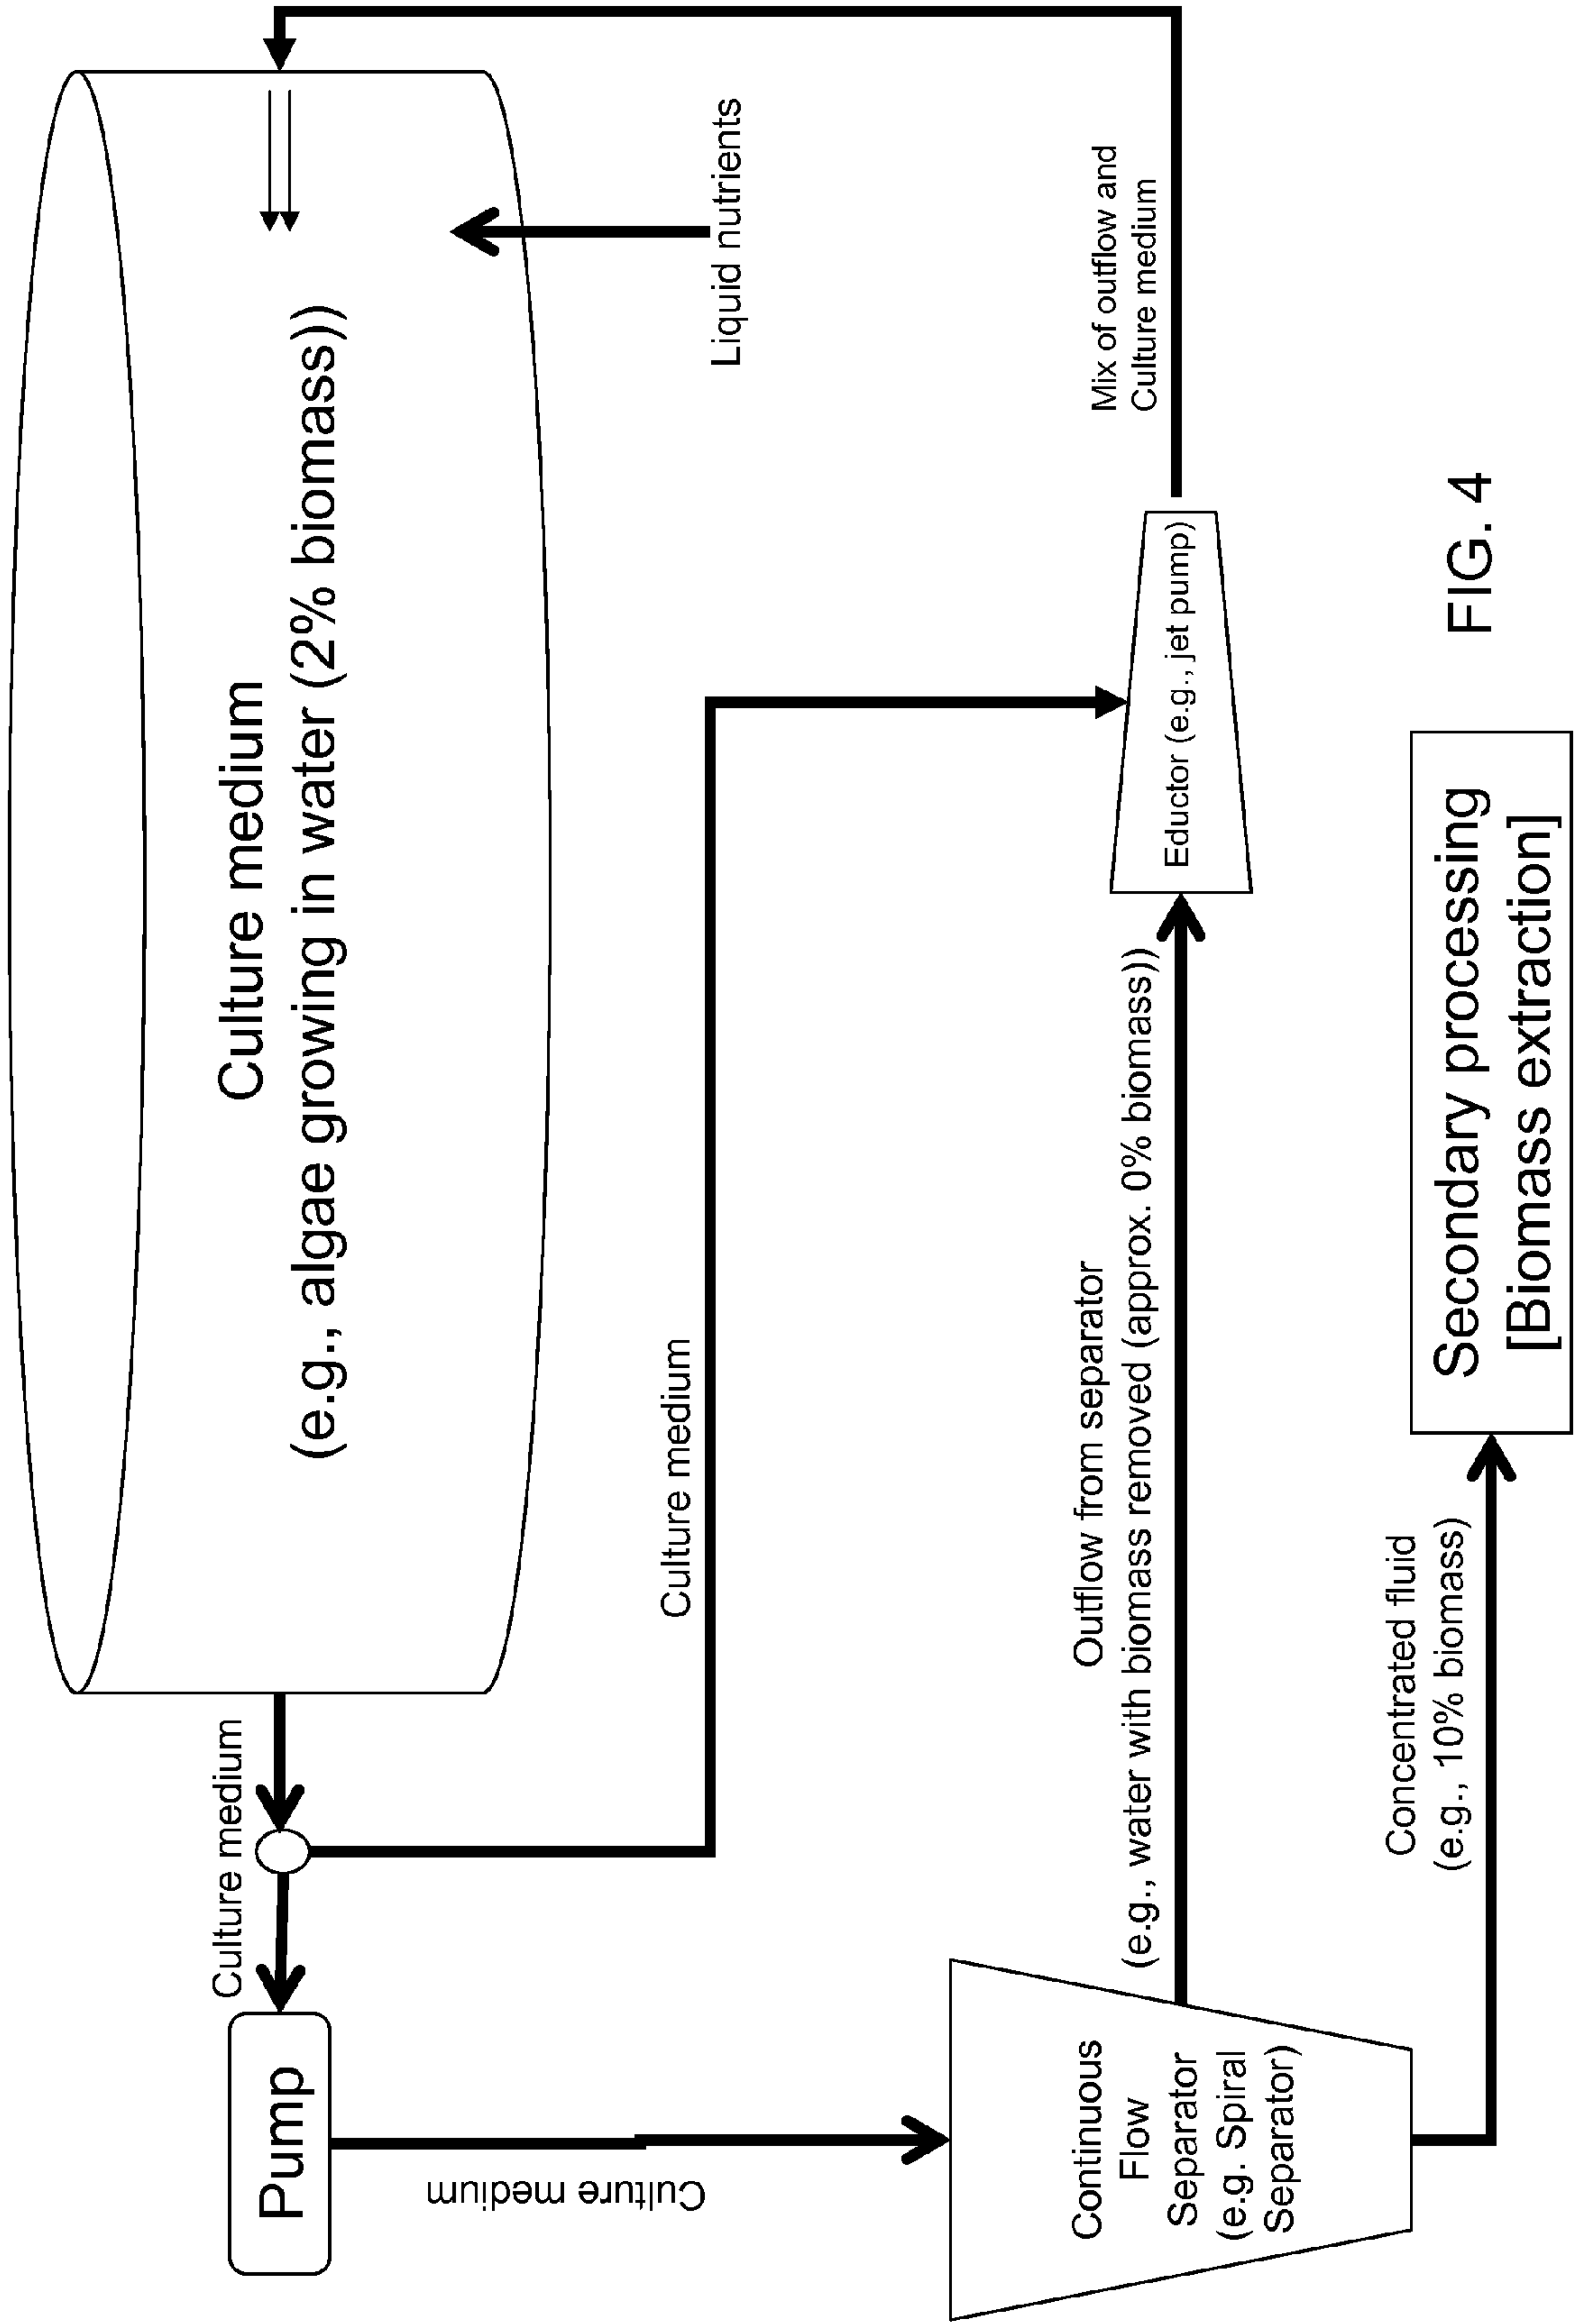 Culture medium
(e.g., algae growing in water (2% biomass))
Culture medium
Pump
Liquid nutrients
Culture medium
Culture medium
Mix of outflow and
Culture medium
Outflow from separator
(e.g., water with biomass removed (approx. 0% biomass))
Eductor (e.g., jet pump)
Continuous
Flow
Separator
(e.g. Spiral
Separator)
Concentrated fluid
(e.g., 10% biomass)
Secondary processing
[Biomass extraction]
FIG. 4